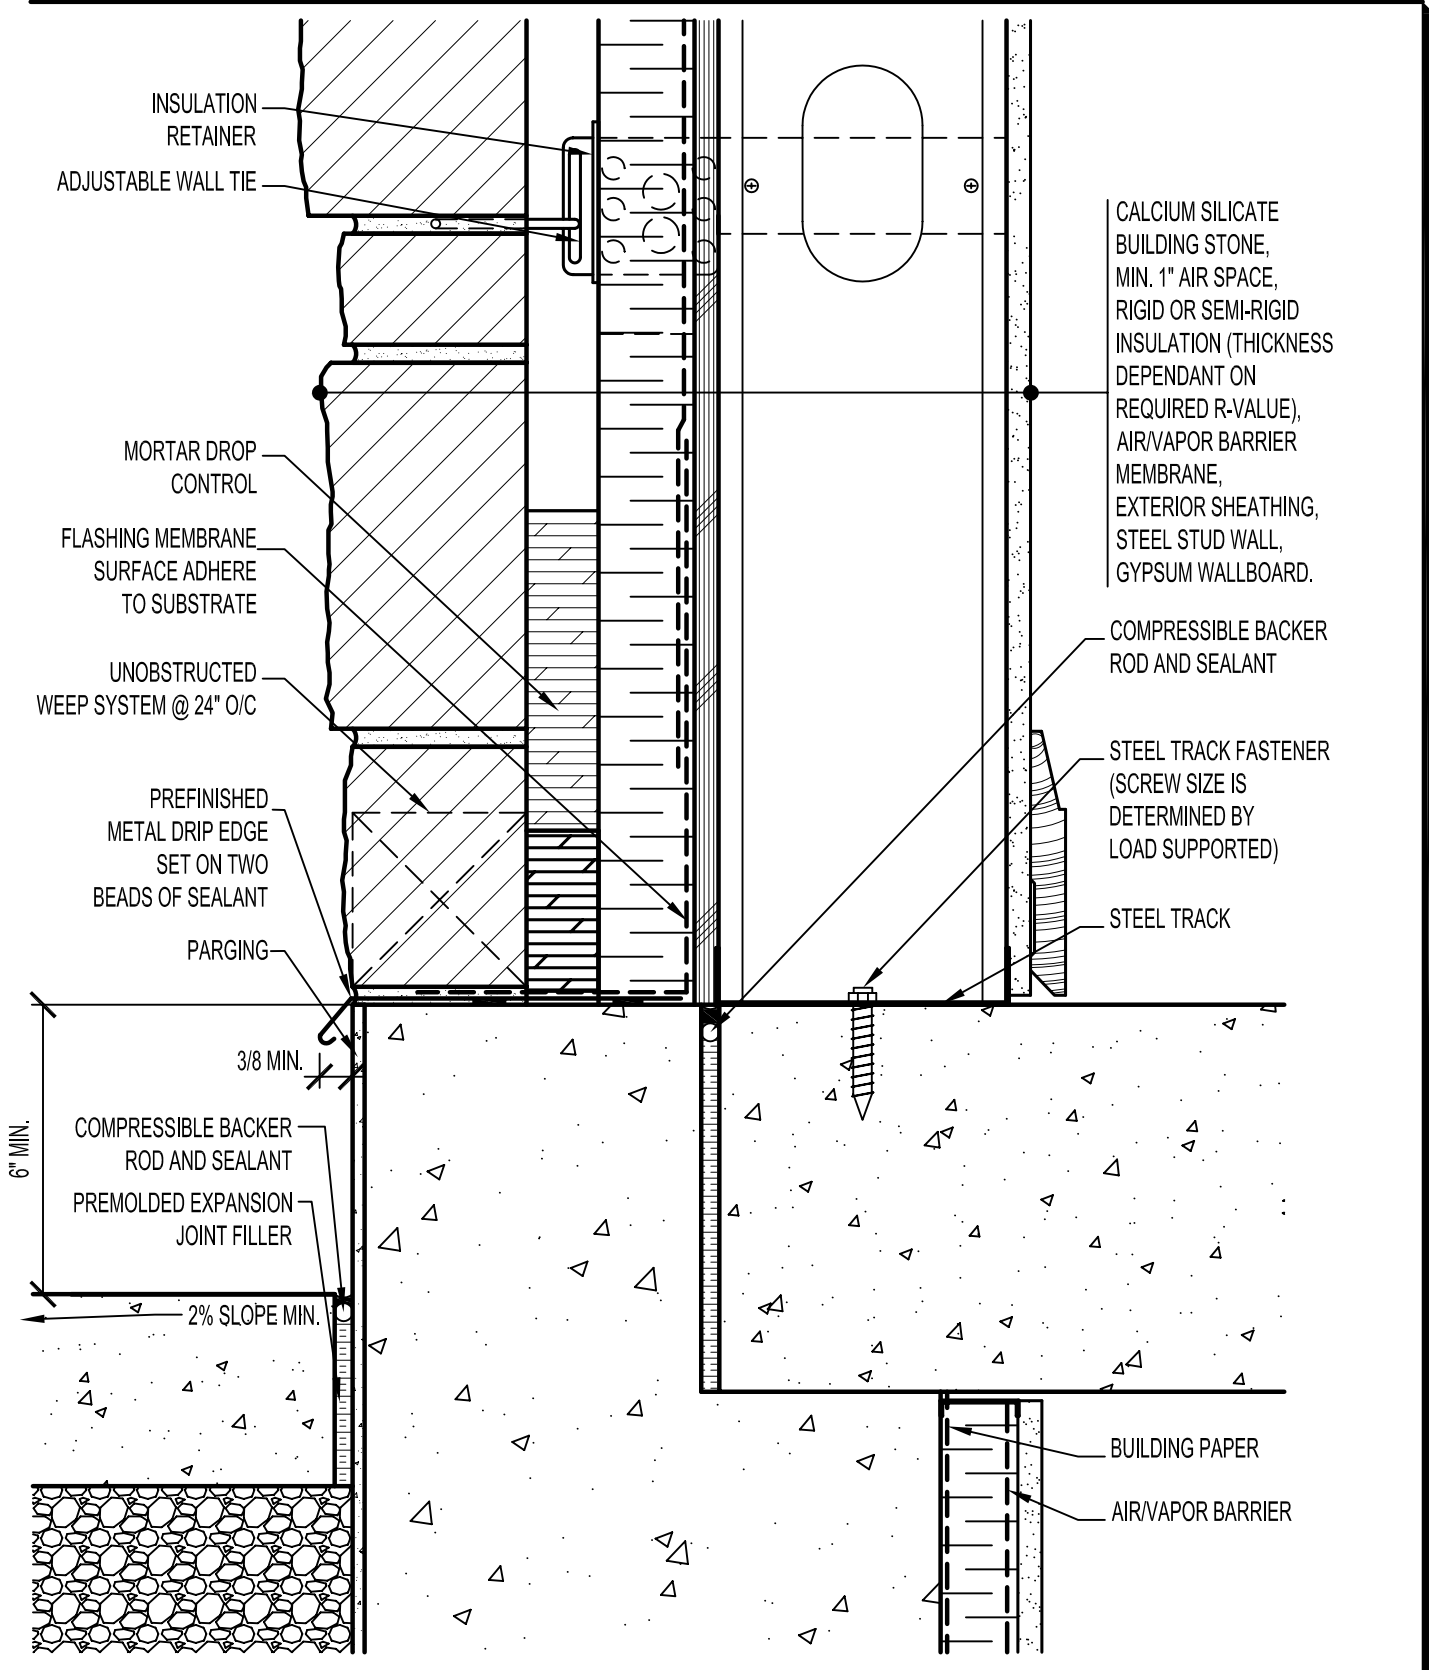 INSULATION
RETAINER
ADJUSTABLE WALL TIE
MORTAR DROP
CONTROL
FLASHING MEMBRANE
SURFACE ADHERE
TO SUBSTRATE
UNOBSTRUCTED
WEEP SYSTEM @ 24" O/C
PREFINISHED
METAL DRIP EDGE
SET ON TWO
BEADS OF SEALANT
PARGING
3/8 MIN.
6" MIN.
COMPRESSIBLE BACKER
ROD AND SEALANT
PREMOLDED EXPANSION
JOINT FILLER
2% SLOPE MIN.
CALCIUM SILICATE
BUILDING STONE,
MIN. 1" AIR SPACE,
RIGID OR SEMI-RIGID
INSULATION (THICKNESS
DEPENDANT ON
REQUIRED R-VALUE),
AIR/VAPOR BARRIER
MEMBRANE,
EXTERIOR SHEATHING,
STEEL STUD WALL,
GYPSUM WALLBOARD.
COMPRESSIBLE BACKER
ROD AND SEALANT
STEEL TRACK FASTENER
(SCREW SIZE IS
DETERMINED BY
LOAD SUPPORTED)
STEEL TRACK
BUILDING PAPER
AIR/VAPOR BARRIER